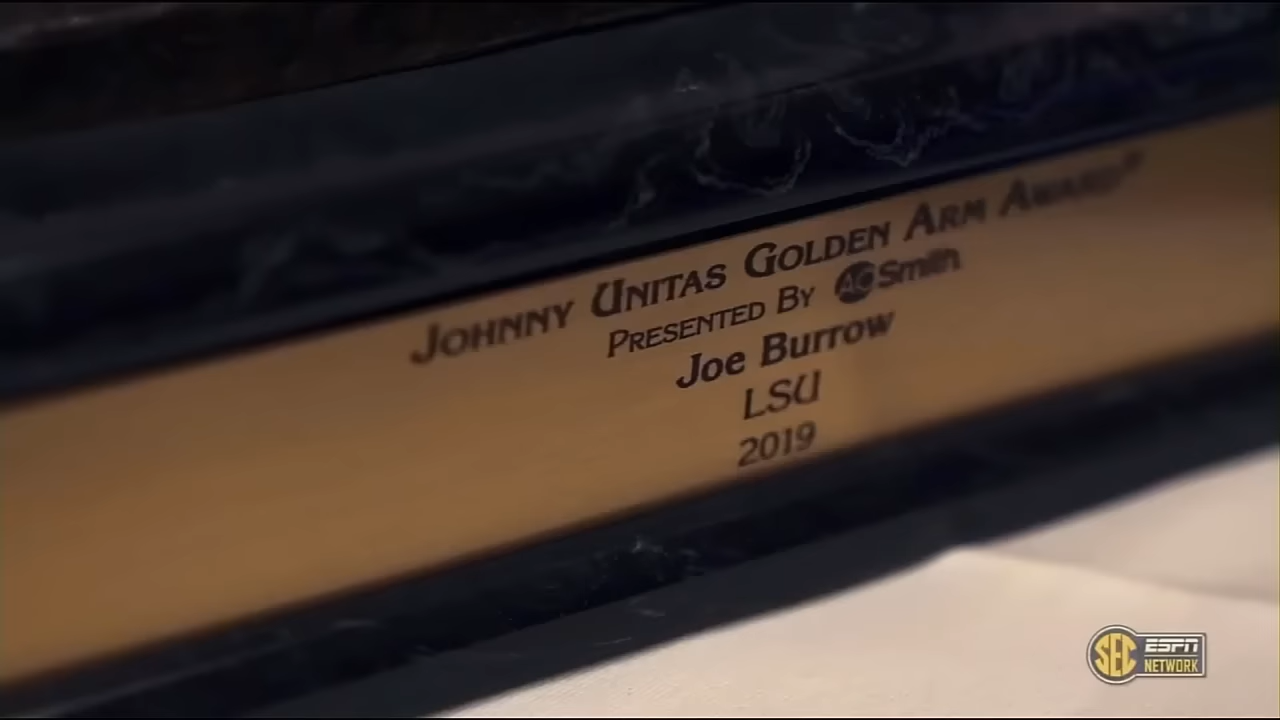 JOHNNY UNITAS GOLDEN ARM AWARD®
PRESENTED BY AO Smith
Joe Burrow
LSU
2019
SEC ESPN
NETWORK